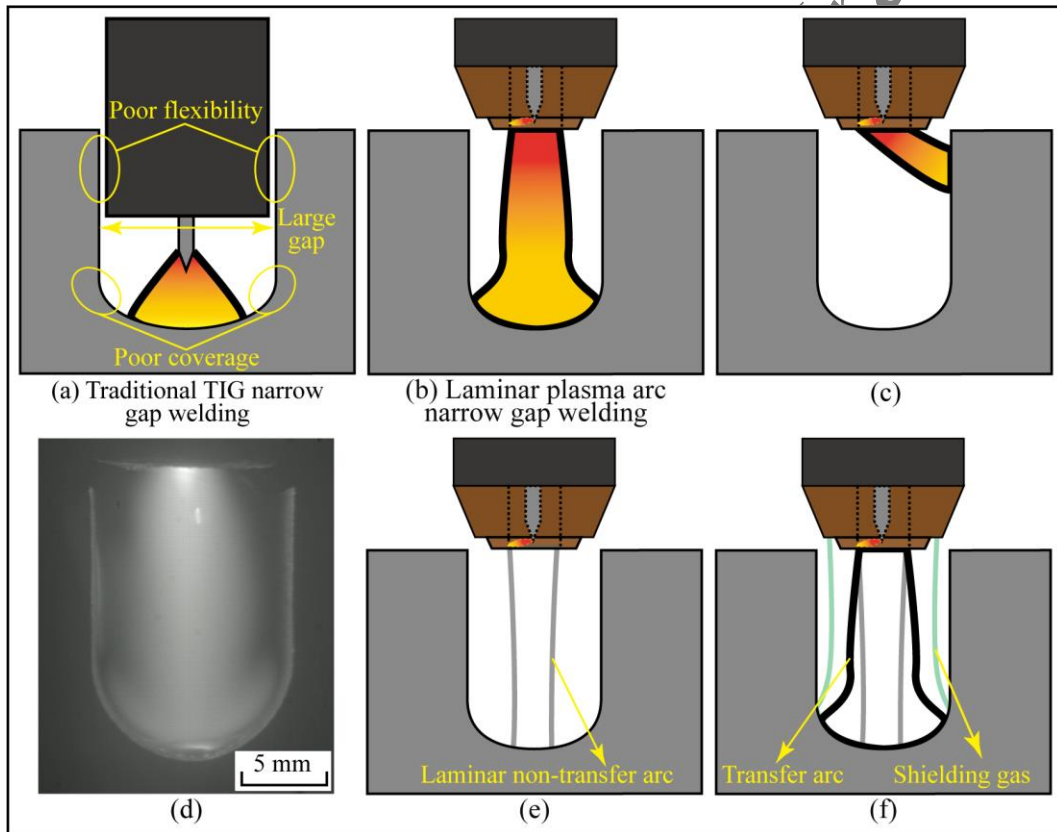 Poor flexibility
Large
gap
Poor coverage
(a) Traditional TIG narrow
gap welding
(b) Laminar plasma arc
narrow gap welding
(c)
5 mm
(d)
Laminar non-transfer arc
(e)
Transfer arc
Shielding gas
(f)